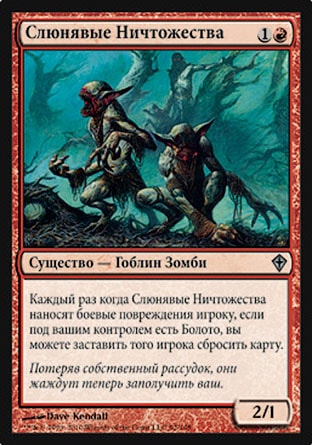 Слюнявые Ничтожества 1
Существо — Гоблин Зомби
Каждый раз когда Слюнявые Ничтожества
наносят боевые повреждения игроку, если
под вашим контролем есть Болото, вы
можете заставить того игрока сбросить карту.
Потеряв собственный рассудок, они
жаждут теперь заполучить ваш.
Dave Kendall
2/1